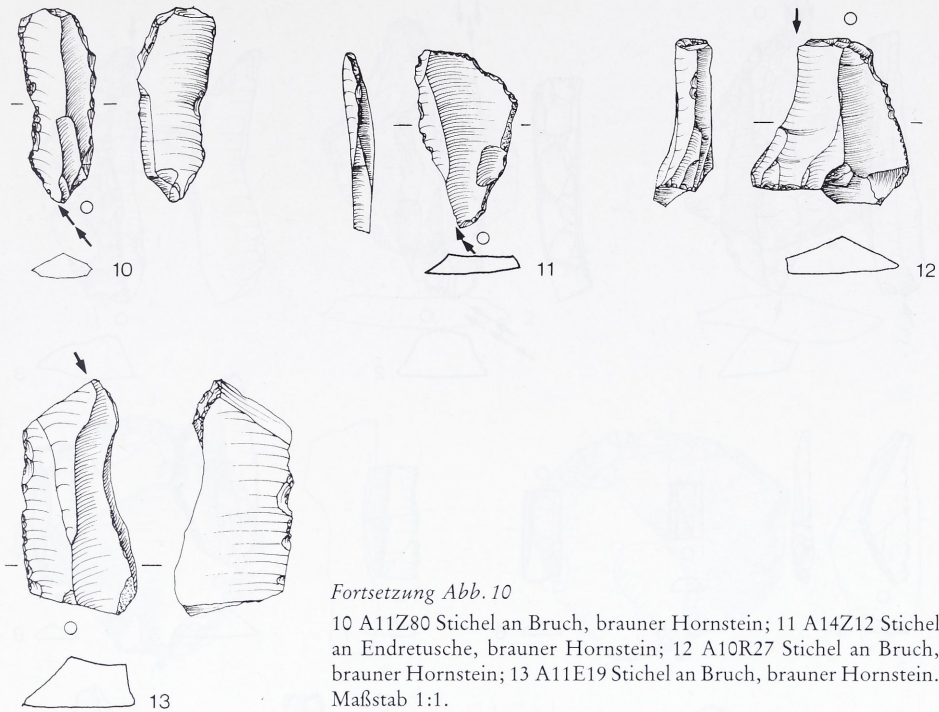 10
11
12
13
Fortsetzung Abb. 10
10 A11Z80 Stichel an Bruch, brauner Hornstein; 11 A14Z12 Stichel
an Endretusche, brauner Hornstein; 12 A10R27 Stichel an Bruch,
brauner Hornstein; 13 A11E19 Stichel an Bruch, brauner Hornstein.
Maßstab 1:1.